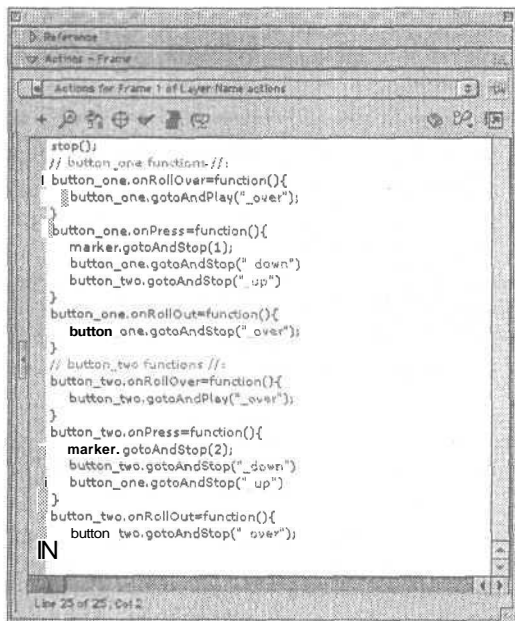 Reference
Actions - Frame
Actions for Frame 1 of Layer Name actions
stop();
// button_one functions //:
button_one.onRollOver=function(){
button_one.gotoAndPlay("_over");
}
button_one.onPress=function(){
marker.gotoAndStop(1);
button_one.gotoAndStop("_down")
button_two.gotoAndStop("_up")
}
button_one.onRollOut=function(){
button one.gotoAndStop("_over");
}
// button_two functions //:
button_two.onRollOver=function(){
button_two.gotoAndPlay("_over");
}
button_two.onPress=function(){
marker.gotoAndStop(2);
button_two.gotoAndStop("_down")
button_one.gotoAndStop("_up")
}
button_two.onRollOut=function(){
button two.gotoAndStop("_over");
IN
Line 25 of 25, Col 2